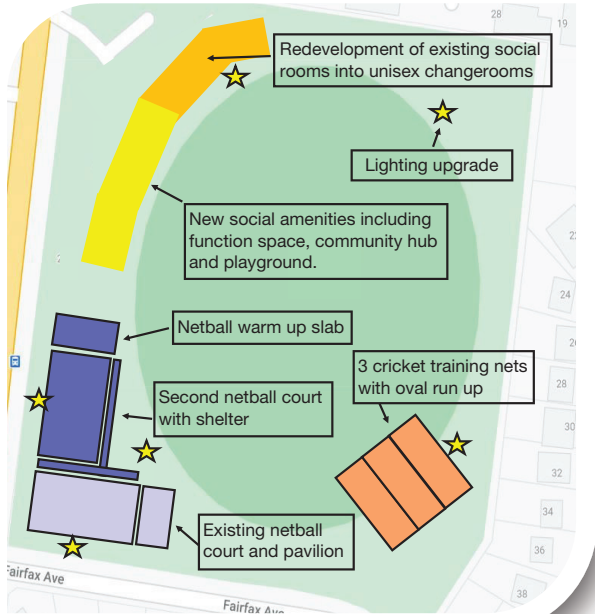 28
19
Redevelopment of existing social
rooms into unisex changerooms
Lighting upgrade
New social amenities including
function space, community hub
and playground.
24
Netball warm up slab
3 cricket training nets
with oval run up
28
Second netball court
with shelter
30
32
34
Existing netball
court and pavilion
36
Fairfax Ave
Fairfax Ave
38